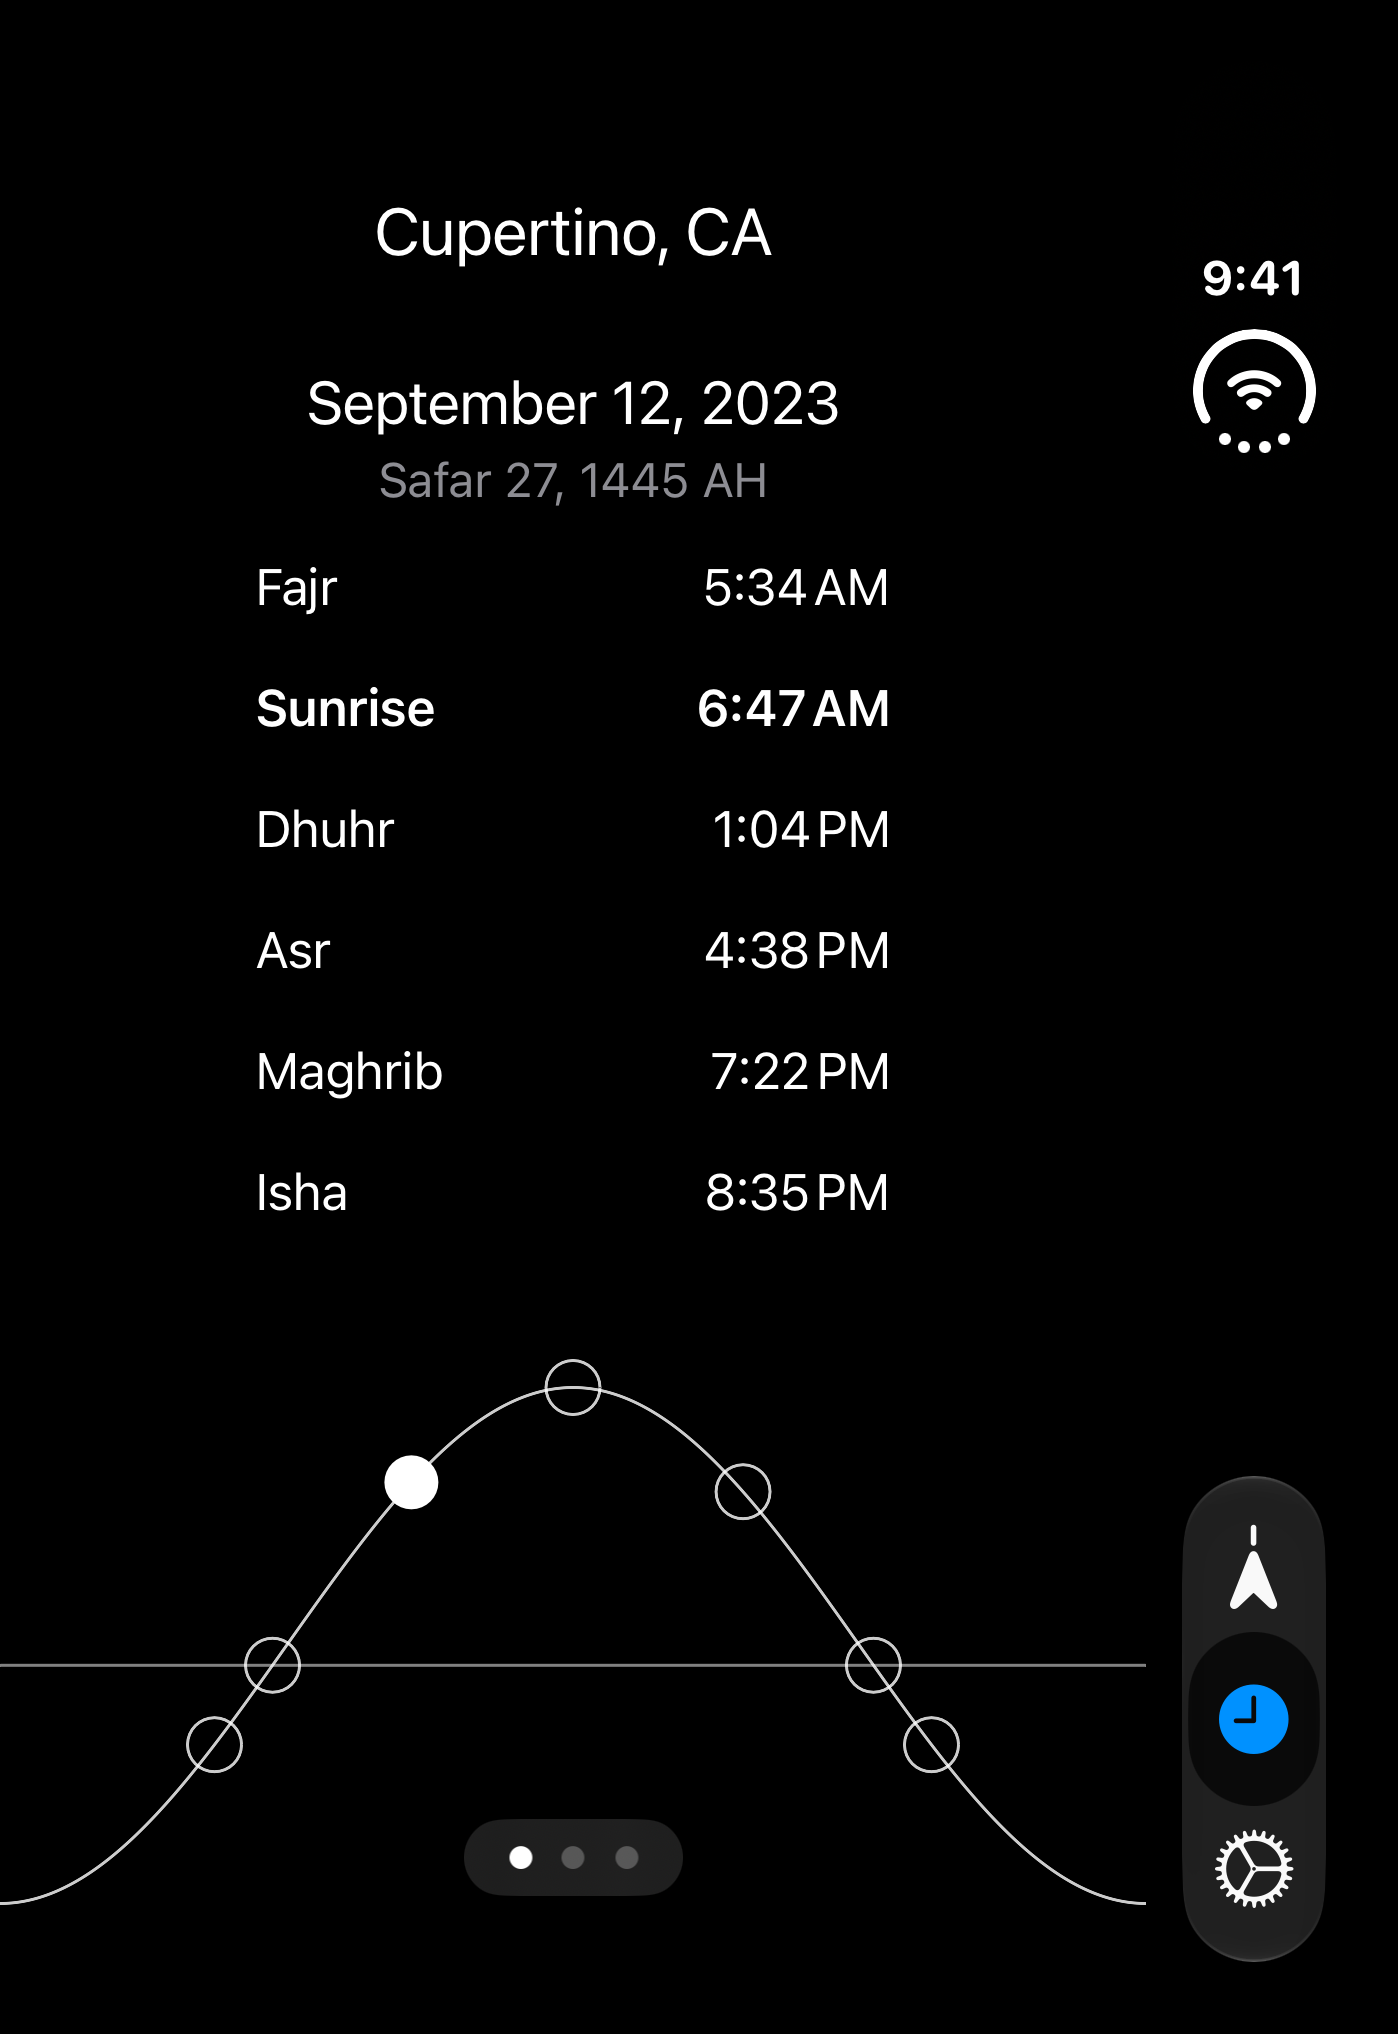 Cupertino, CA
9:41
September 12, 2023
Safar 27, 1445 AH
Fajr 5:34 AM
Sunrise 6:47 AM
Dhuhr 1:04 PM
Asr 4:38 PM
Maghrib 7:22 PM
Isha 8:35 PM